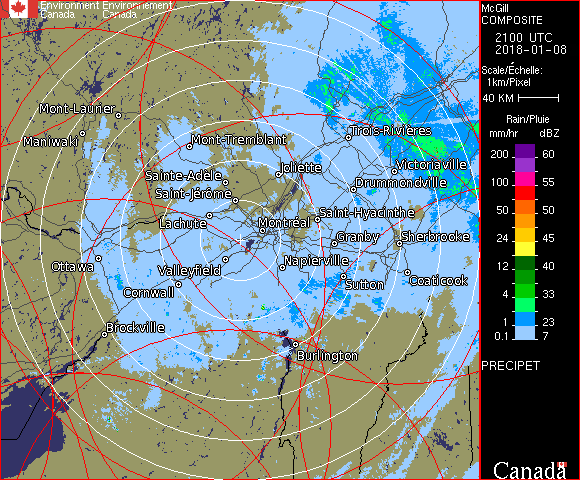 Environment Environnement
Canada Canada
Mont-Laurier
Maniwaki
Mont-Tremblant
Trois-Rivières
Joliette
Victoriaville
Sainte-Adèle
Drummondville
Saint-Jérôme
Saint-Hyacinthe
Lachute
Montréal
Granby
Sherbrooke
Ottawa
Valleyfield
Napierville
Coaticook
Sutton
Cornwall
Brockville
Burlington
McGill
COMPOSITE
2100 UTC
2018-01-08
Scale/Échelle:
1km/Pixel
40 KM
Rain/Pluie
mm/hr dBZ
200 60
100 55
50 50
24 45
12 40
4 33
1 23
0.1 7
PRECIPET
Canada